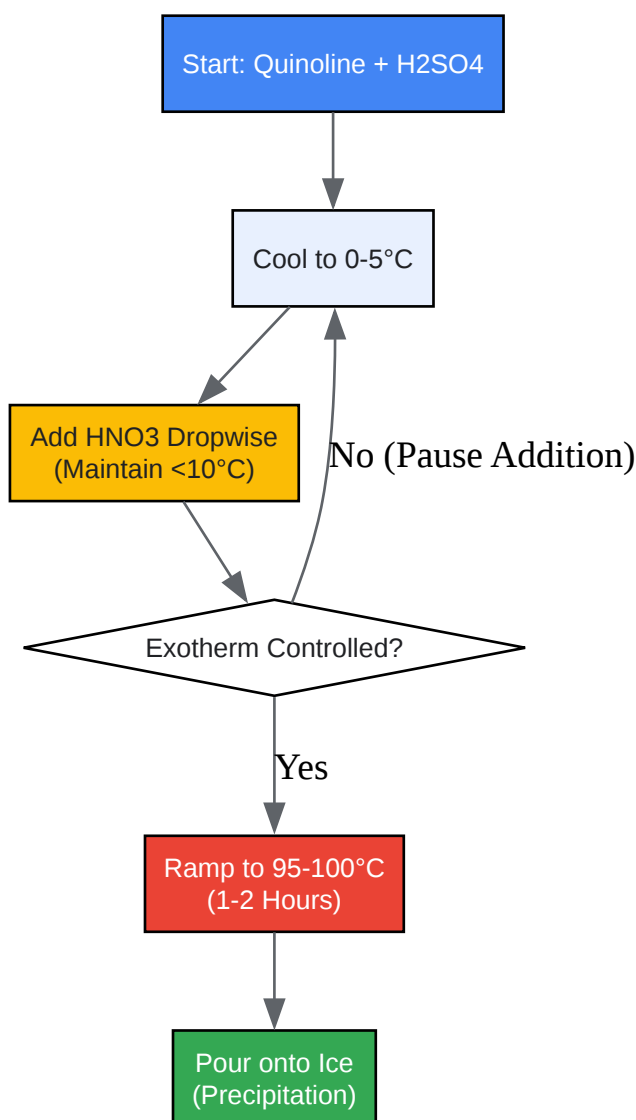 Start: Quinoline + H2SO4
Cool to 0-5°C
Add HNO3 Dropwise
(Maintain <10°C)
No (Pause Addition)
Exotherm Controlled?
Yes
Ramp to 95-100°C
(1-2 Hours)
Pour onto Ice
(Precipitation)